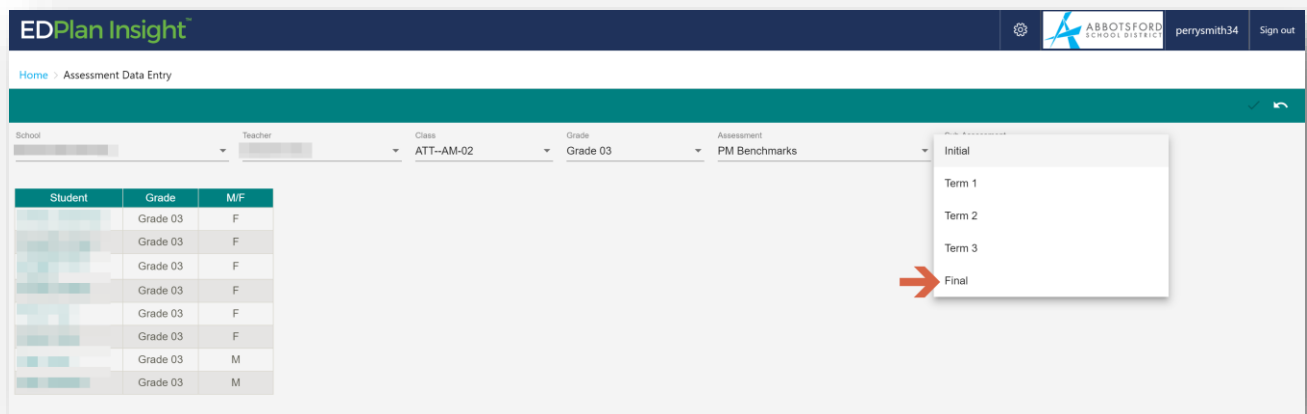 EDPlan Insight™
ABBOTSFORD
SCHOOL DISTRICT
perrysmith34
Sign out
Home > Assessment Data Entry
School
Teacher
Class
Grade
Assessment
Sub Assessment
ATT--AM-02
Grade 03
PM Benchmarks
Initial
Term 1
Term 2
Term 3
Final
Student Grade M/F
Grade 03 F
Grade 03 F
Grade 03 F
Grade 03 F
Grade 03 F
Grade 03 F
Grade 03 M
Grade 03 M